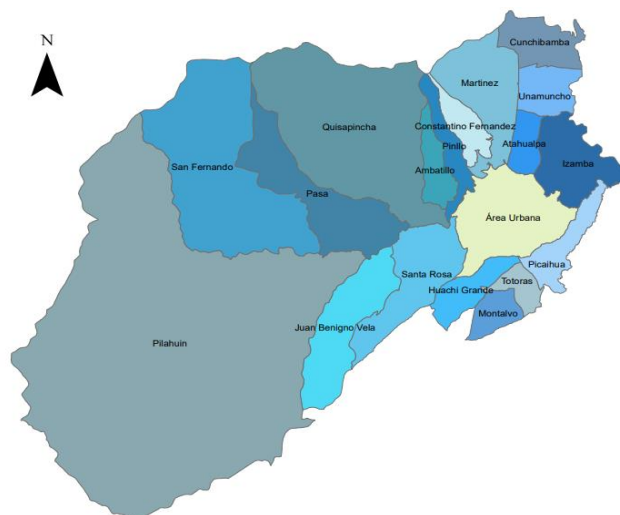 N
Cunchibamba
Martinez
Unamuncho
Quisapincha
Constantino Fernandez
Pinllo
Atahualpa
San Fernando
Ambatillo
Izamba
Pasa
Área Urbana
Picaihua
Santa Rosa
Totoras
Huachi Grande
Montalvo
Juan Benigno Vela
Pilahuin